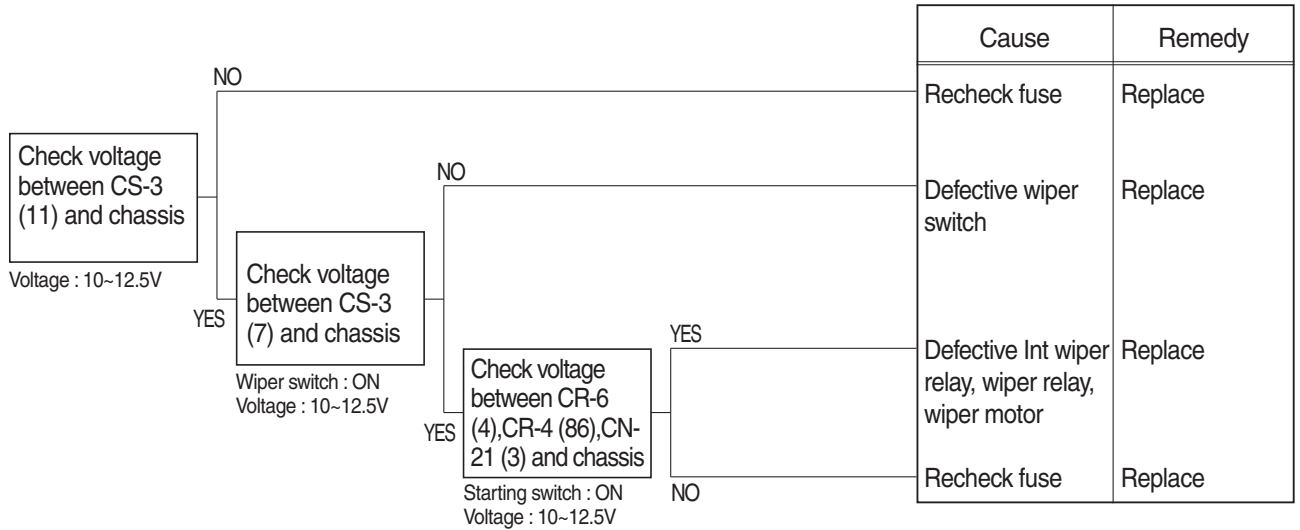 Cause
Remedy
NO
Recheck fuse
Replace
Check voltage
between CS-3
(11) and chassis
Voltage : 10~12.5V
NO
Defective wiper
switch
Replace
YES
Check voltage
between CS-3
(7) and chassis
Wiper switch : ON
Voltage : 10~12.5V
YES
Defective Int wiper
relay, wiper relay,
wiper motor
Replace
YES
Check voltage
between CR-6
(4),CR-4 (86),CN-
21 (3) and chassis
Starting switch : ON
Voltage : 10~12.5V
NO
Recheck fuse
Replace